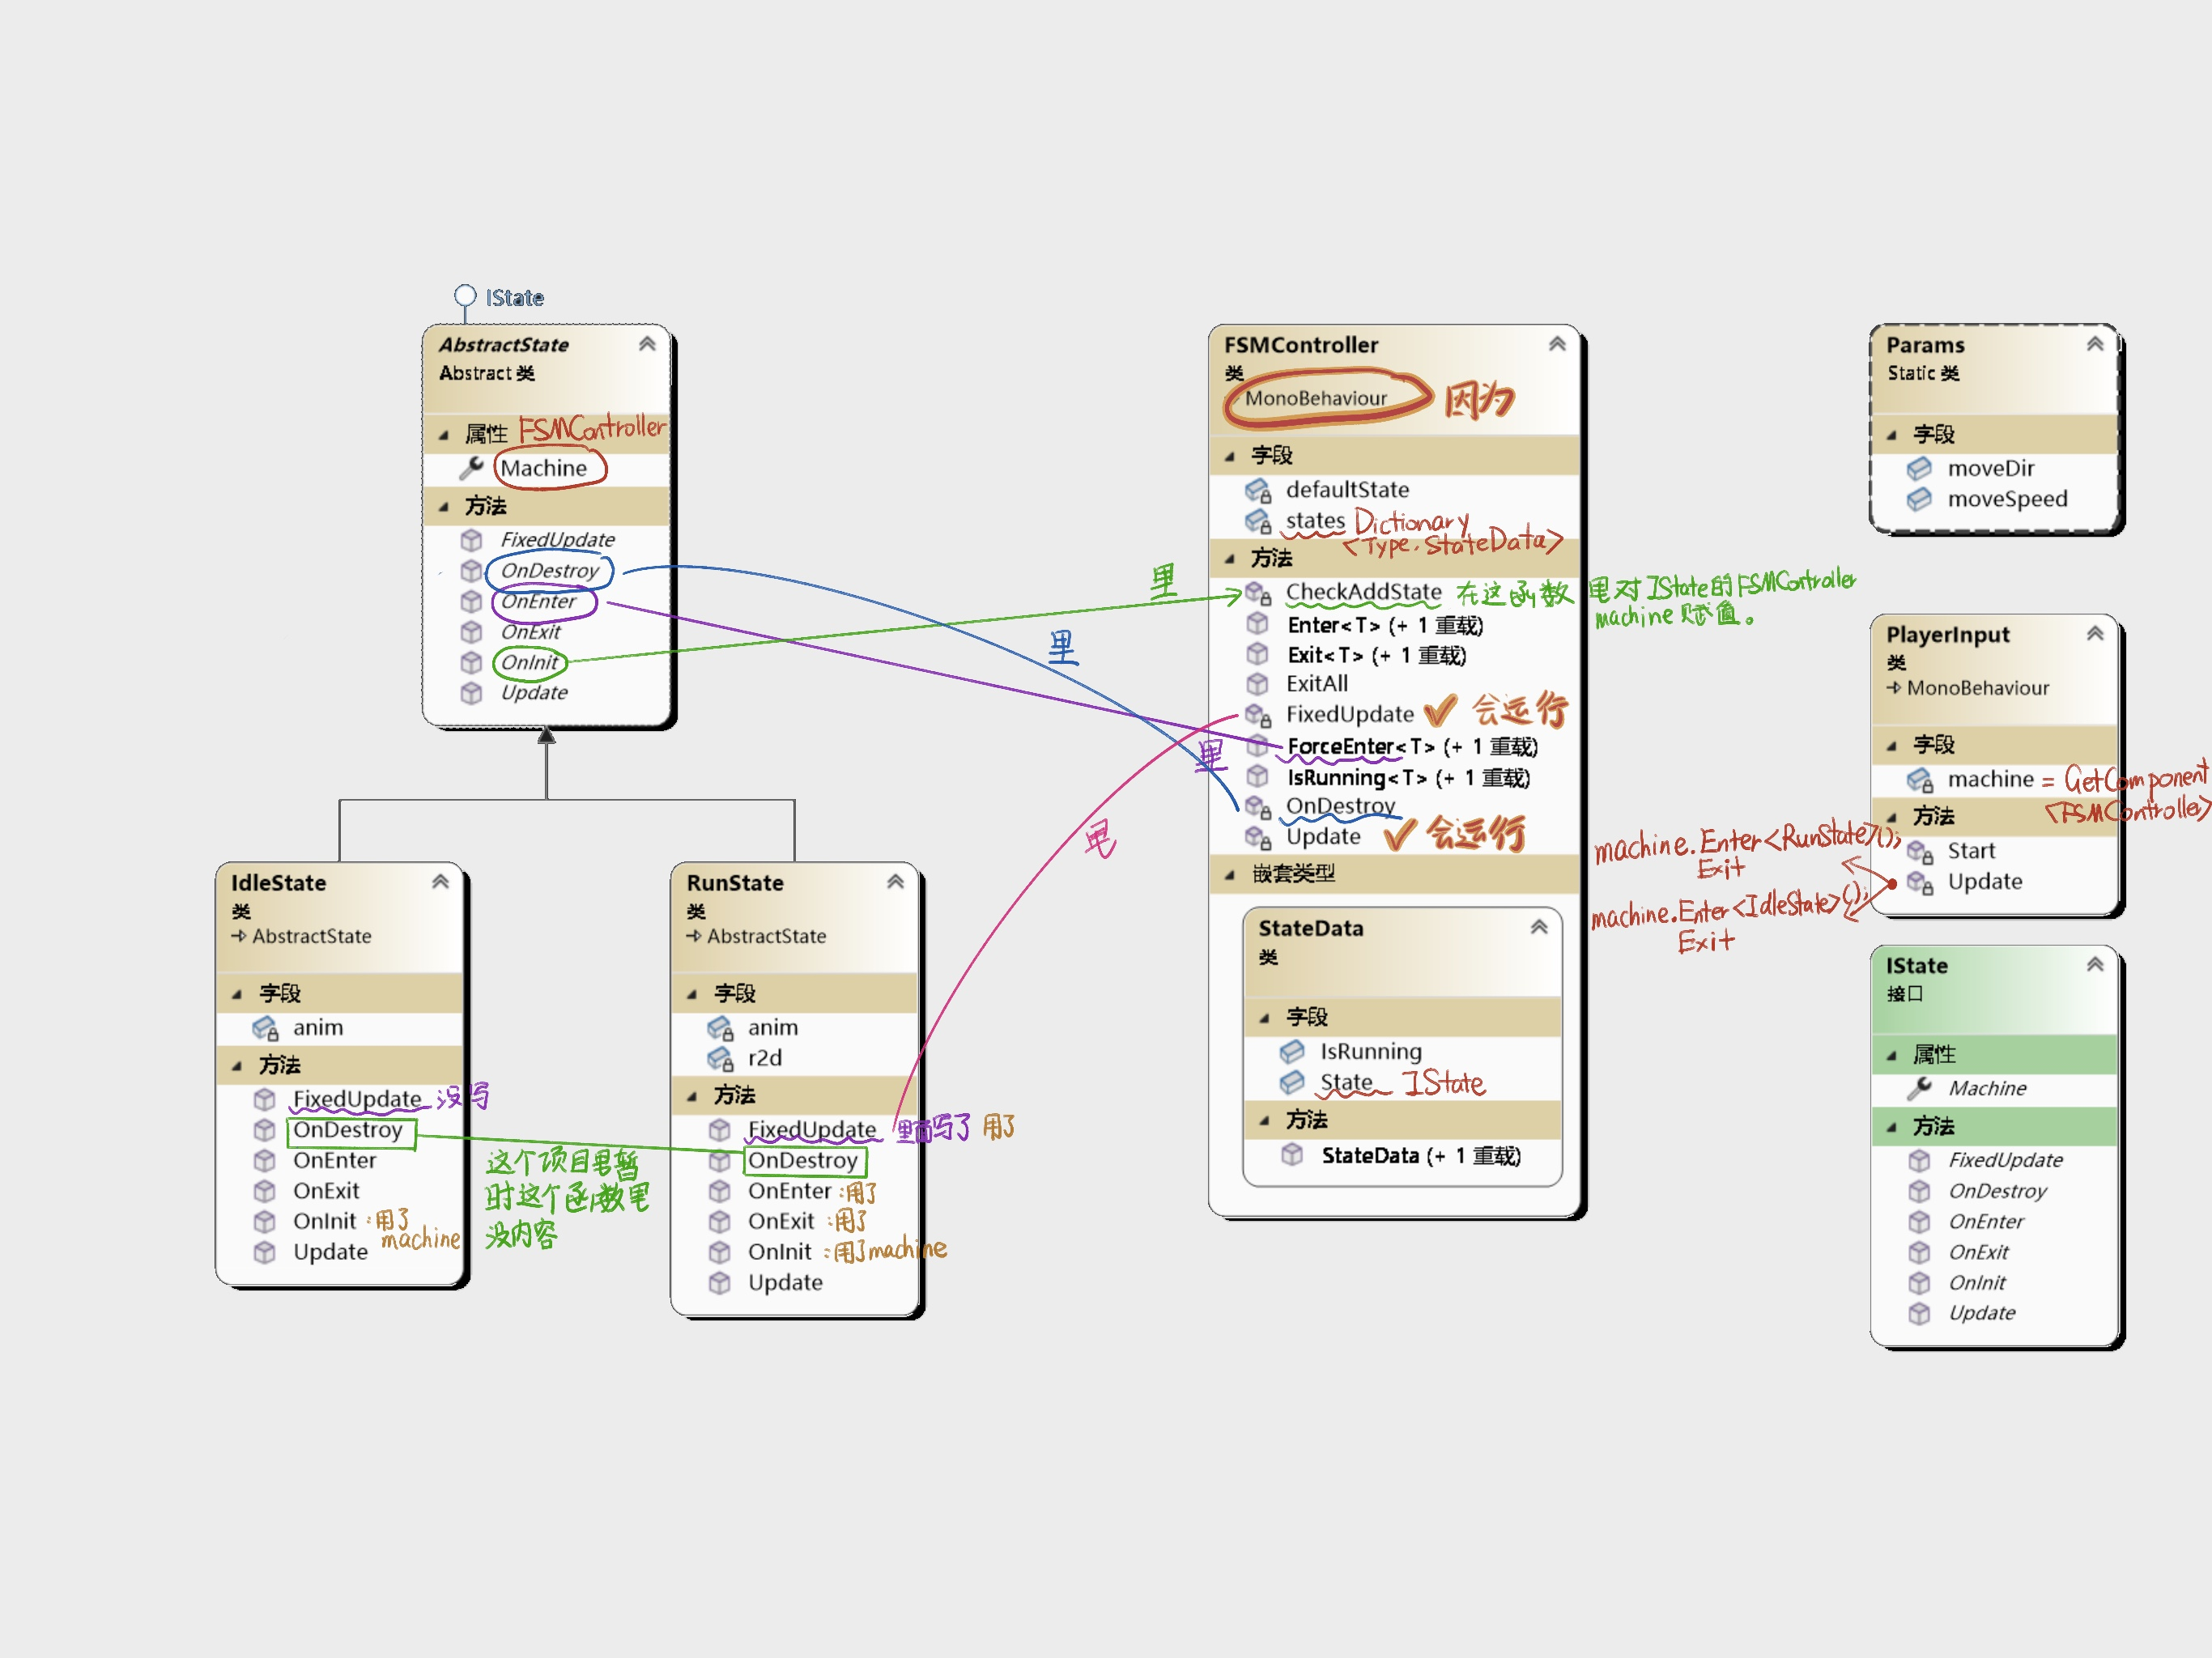 IState
AbstractState
Abstract 类
属性 FSMController
Machine
方法
FixedUpdate
OnDestroy
OnEnter
OnExit
OnInit
Update
里
里
里
FSMController
类
MonoBehaviour 因为
字段
defaultState
states Dictionary
<Type. StateData>
方法
CheckAddState 在这函数里对IState的FSMController
machine赋值。
Enter<T> (+ 1 重载)
Exit<T> (+ 1 重载)
ExitAll
FixedUpdate ✓ 会运行
ForceEnter<T> (+ 1 重载)
IsRunning<T> (+ 1 重载)
OnDestroy
Update ✓ 会运行
嵌套类型
StateData
类
字段
IsRunning
State IState
方法
StateData (+ 1 重载)
Params
Static 类
字段
moveDir
moveSpeed
PlayerInput
类
MonoBehaviour
字段
machine = GetComponent
<FSMController>
方法
Start
Update
machine.Enter<RunState>();
Exit
machine.Enter<IdleState>();
Exit
IState
接口
属性
Machine
方法
FixedUpdate
OnDestroy
OnEnter
OnExit
OnInit
Update
IdleState
类
AbstractState
字段
anim
方法
FixedUpdate 没写
OnDestroy
OnEnter
OnExit
OnInit :用了
machine
Update
这个项目里暂
时这个函数里
没内容
RunState
类
AbstractState
字段
anim
r2d
方法
FixedUpdate 里面写了 用了
OnDestroy
OnEnter :用了
OnExit :用了
OnInit :用了machine
Update